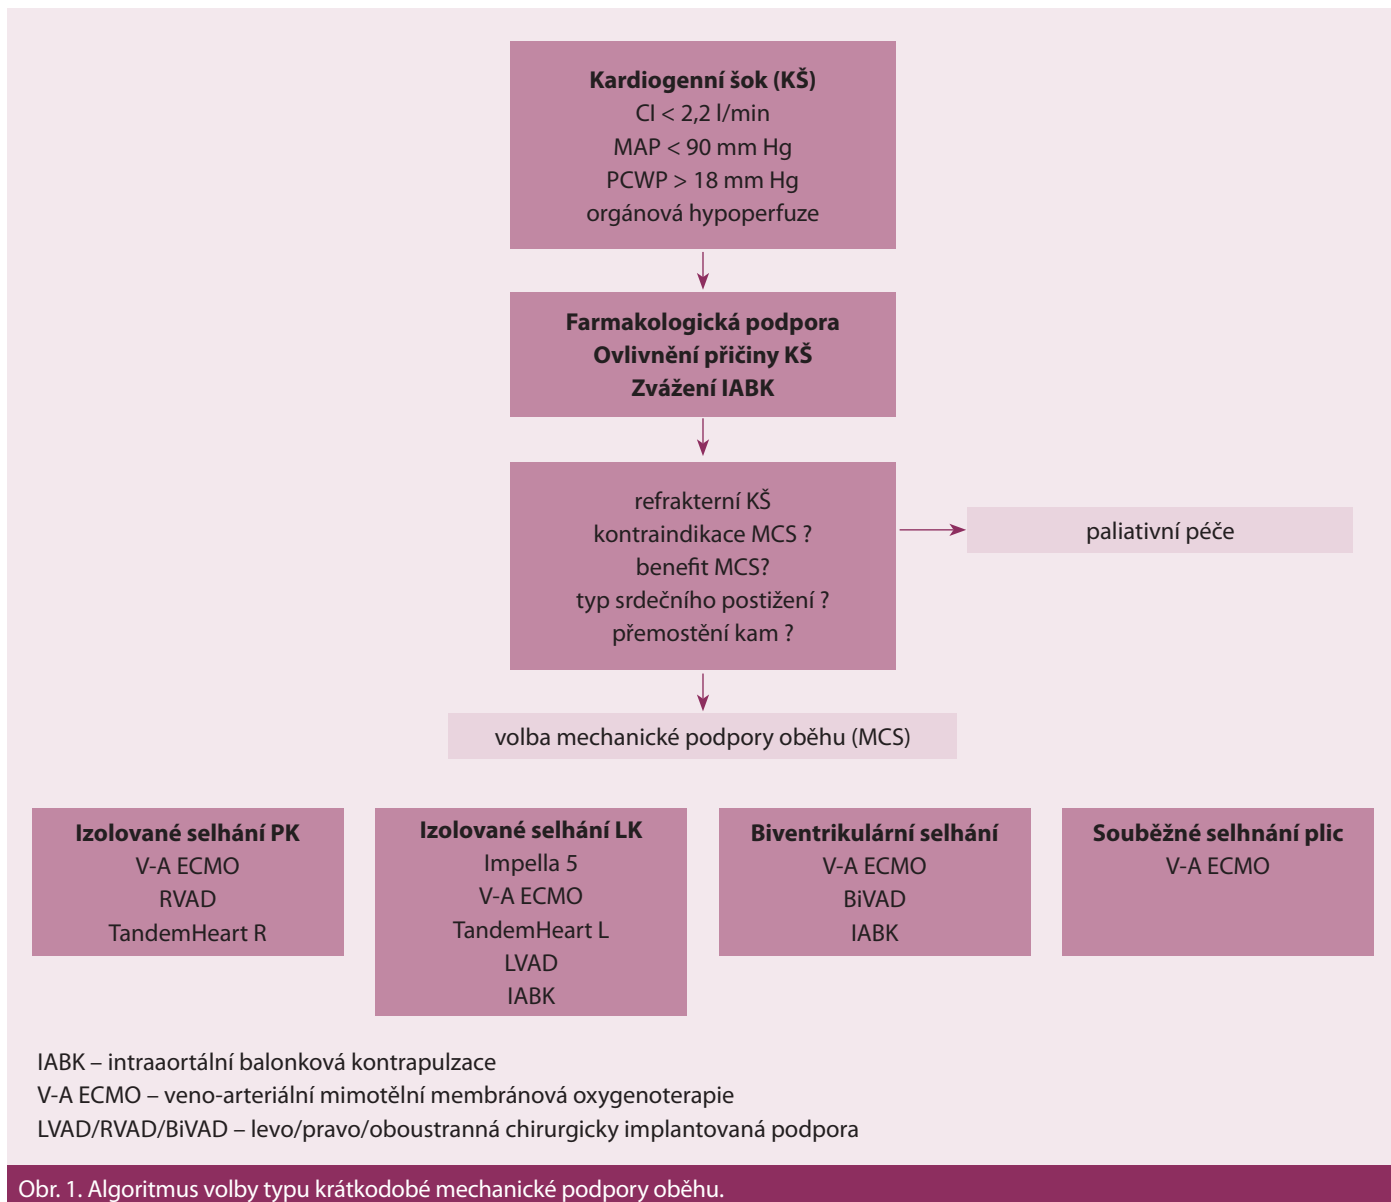 Kardiogenní šok (KŠ)
CI < 2,2 l/min
MAP < 90 mm Hg
PCWP > 18 mm Hg
orgánová hypoperfuze
Farmakologická podpora
Ovlivnění přičiny KŠ
Zvážení IABK
refrakterní KŠ
kontraindikace MCS ?
benefit MCS?
typ srdečního postižení ?
přemostění kam ?
paliativní péče
volba mechanické podpory oběhu (MCS)
Izolované selhání PK
V-A ECMO
RVAD
TandemHeart R
Izolované selhání LK
Impella 5
V-A ECMO
TandemHeart L
LVAD
IABK
Biventrikulární selhání
V-A ECMO
BiVAD
IABK
Souběžné selhnání plic
V-A ECMO
IABK – intraaortální balonková kontrapulzace
V-A ECMO – veno-arteriální mimotělní membránová oxygenoterapie
LVAD/RVAD/BiVAD – levo/pravo/oboustranná chirurgicky implantovaná podpora
Obr. 1. Algoritmus volby typu krátkodobé mechanické podpory oběhu.